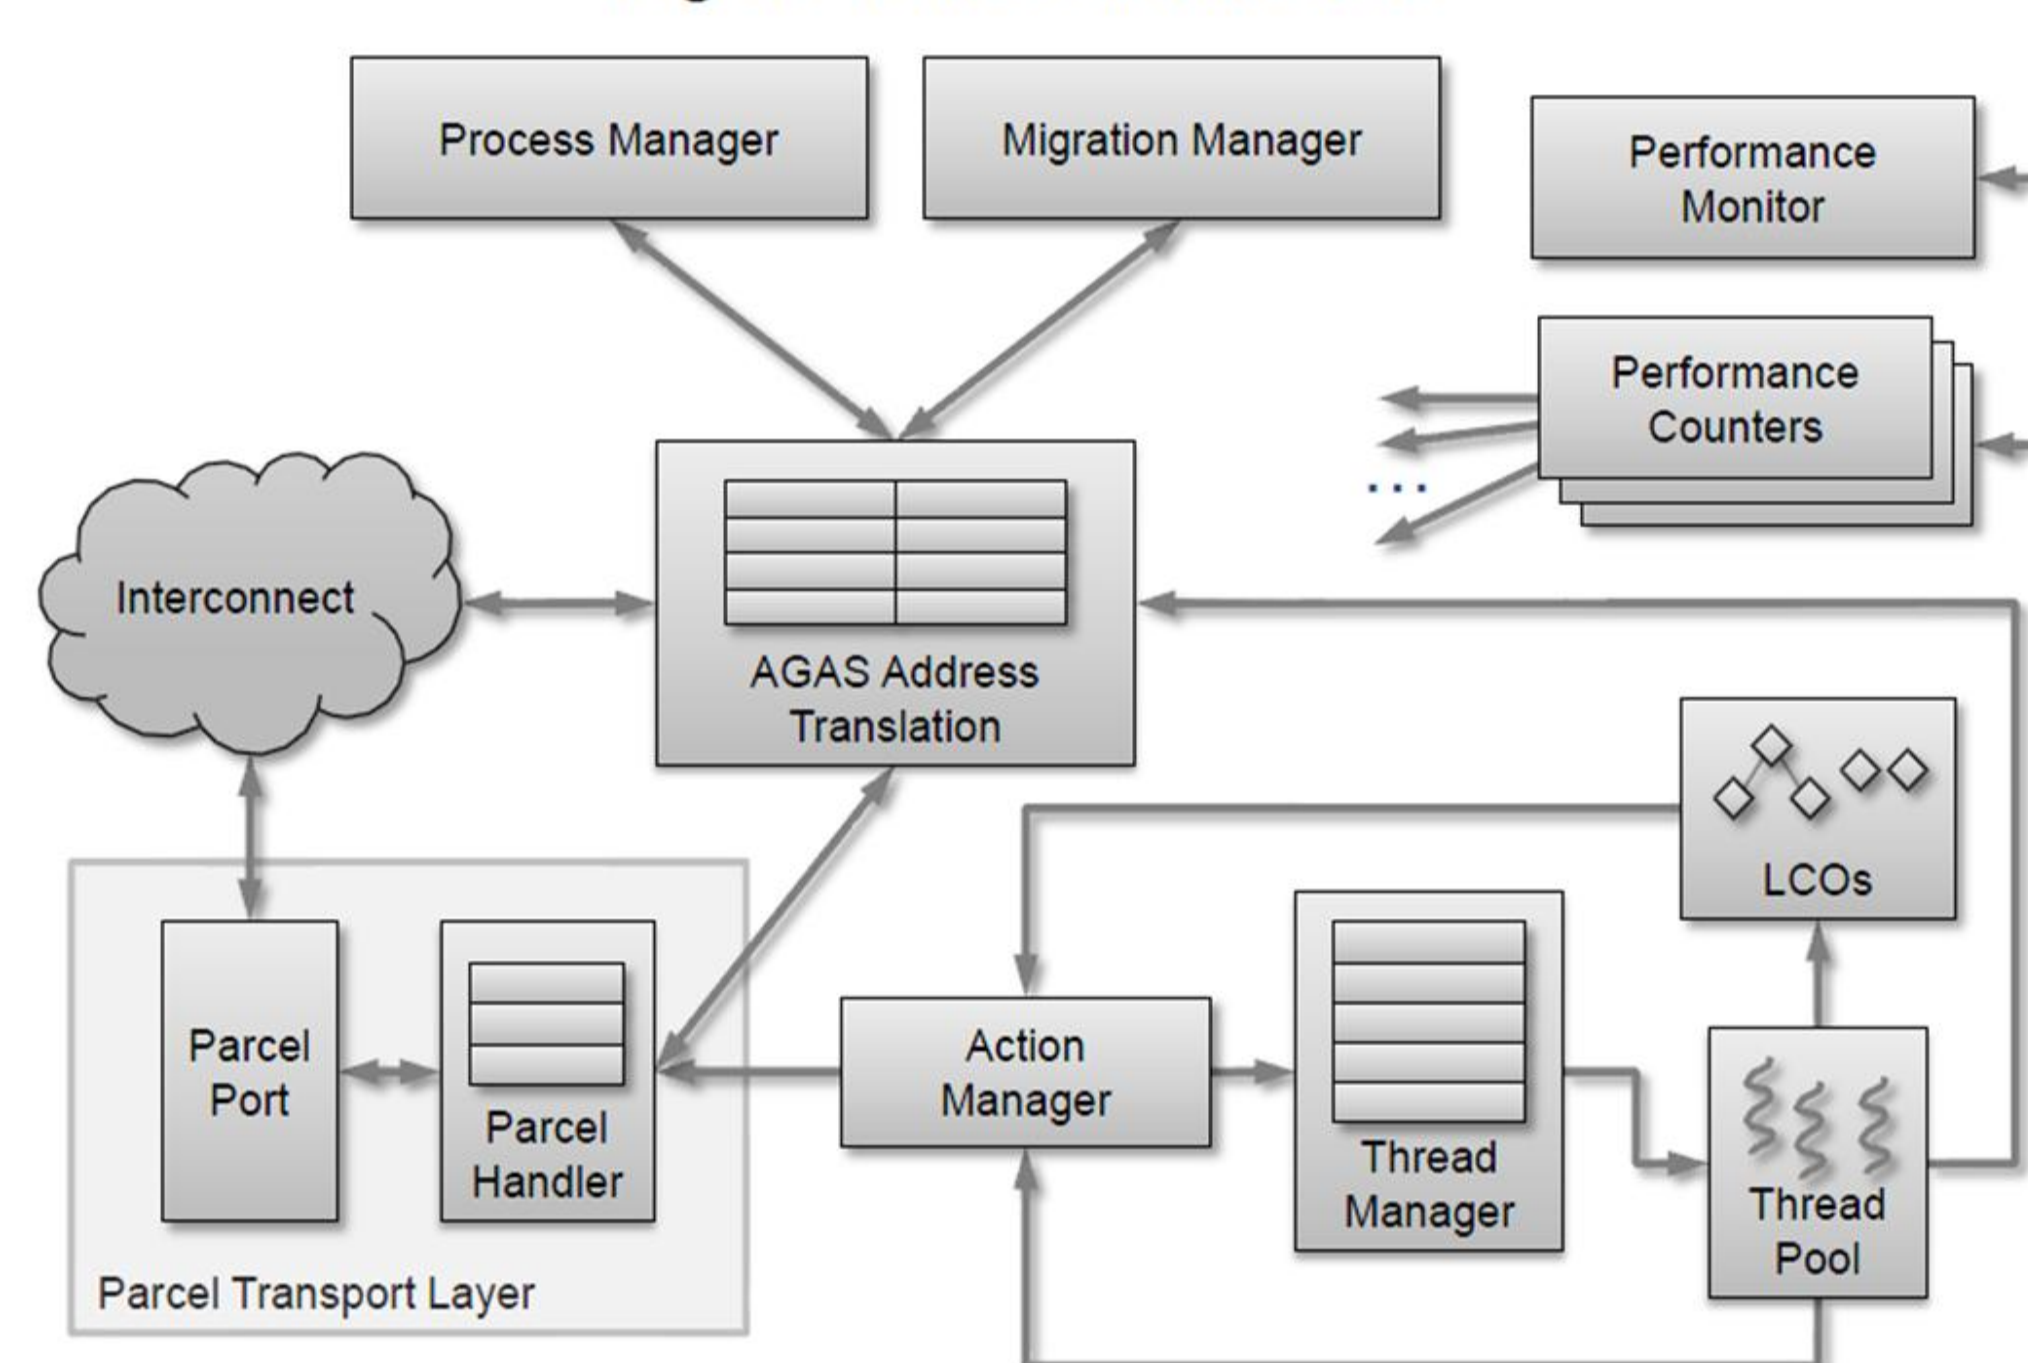 Process Manager
Migration Manager
Performance
Monitor
Performance
Counters
...
Interconnect
AGAS Address
Translation
LCOs
Parcel
Port
Parcel
Handler
Action
Manager
Thread
Manager
Thread
Pool
Parcel Transport Layer